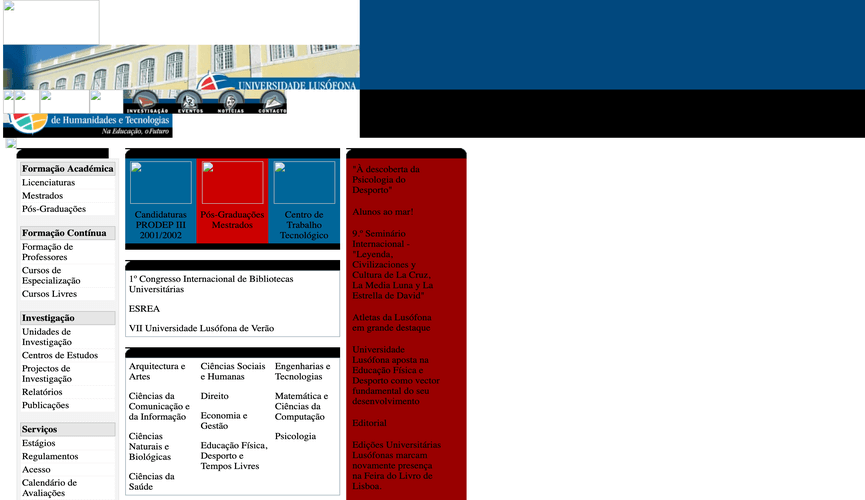 UNIVERSIDADE LUSÓFONA
INVESTIGAÇÃO EVENTOS NOTÍCIAS CONTACTO
de Humanidades e Tecnologias
Na Educação, o Futuro
Formação Académica
Licenciaturas
Mestrados
Pós-Graduações
Formação Contínua
Formação de
Professores
Cursos de
Especialização
Cursos Livres
Investigação
Unidades de
Investigação
Centros de Estudos
Projectos de
Investigação
Relatórios
Publicações
Serviços
Estágios
Regulamentos
Acesso
Calendário de
Avaliações
Candidaturas
PRODEP III
2001/2002
Pós-Graduações
Mestrados
Centro de
Trabalho
Tecnológico
1º Congresso Internacional de Bibliotecas
Universitárias
ESREA
VII Universidade Lusófona de Verão
Arquitectura e
Artes
Ciências da
Comunicação e
da Informação
Ciências
Naturais e
Biológicas
Ciências da
Saúde
Ciências Sociais
e Humanas
Direito
Economia e
Gestão
Educação Física,
Desporto e
Tempos Livres
Engenharias e
Tecnologias
Matemática e
Ciências da
Computação
Psicologia
"À descoberta da
Psicologia do
Desporto"
Alunos ao mar!
9.º Seminário
Internacional -
"Leyenda,
Civilizaciones y
Cultura de La Cruz,
La Media Luna y La
Estrella de David"
Atletas da Lusófona
em grande destaque
Universidade
Lusófona aposta na
Educação Física e
Desporto como vector
fundamental do seu
desenvolvimento
Editorial
Edições Universitárias
Lusófonas marcam
novamente presença
na Feira do Livro de
Lisboa.